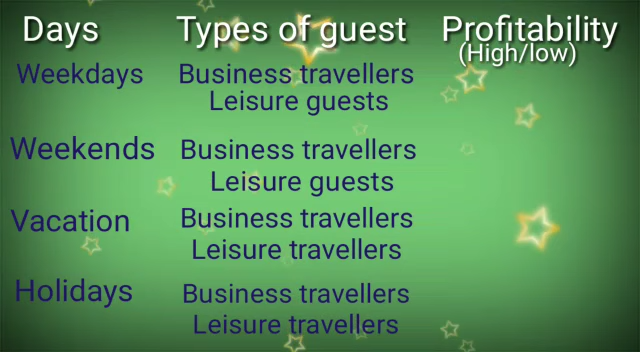 Days Types of guest Profitability
(High/low)
Weekdays Business travellers
Leisure guests
Weekends Business travellers
Leisure guests
Vacation Business travellers
Leisure travellers
Holidays Business travellers
Leisure travellers